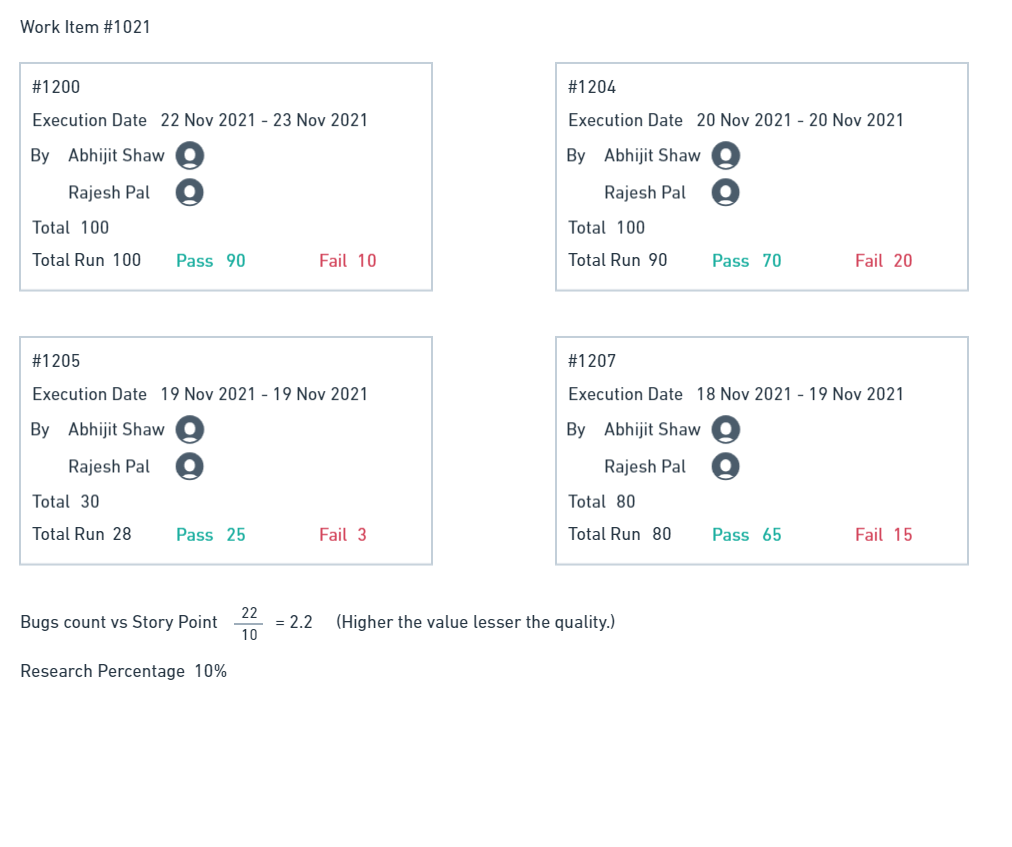 Work Item #1021
#1200
Execution Date 22 Nov 2021 - 23 Nov 2021
By Abhijit Shaw
Rajesh Pal
Total 100
Total Run 100 Pass 90 Fail 10
#1204
Execution Date 20 Nov 2021 - 20 Nov 2021
By Abhijit Shaw
Rajesh Pal
Total 100
Total Run 90 Pass 70 Fail 20
#1205
Execution Date 19 Nov 2021 - 19 Nov 2021
By Abhijit Shaw
Rajesh Pal
Total 30
Total Run 28 Pass 25 Fail 3
#1207
Execution Date 18 Nov 2021 - 19 Nov 2021
By Abhijit Shaw
Rajesh Pal
Total 80
Total Run 80 Pass 65 Fail 15
Bugs count vs Story Point 22/10 = 2.2 (Higher the value lesser the quality.)
Research Percentage 10%